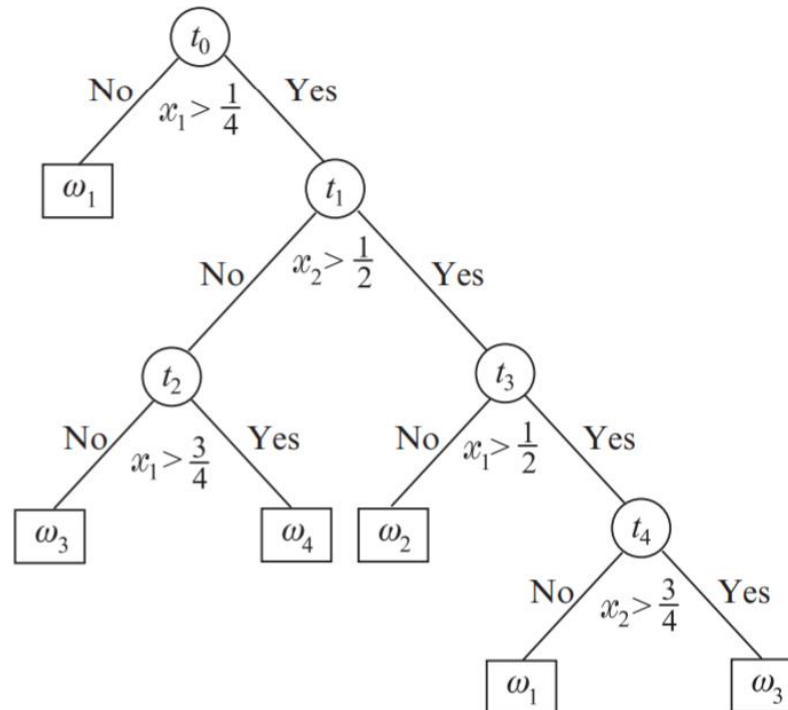 t₀
No
Yes
x₁ > 1/4
ω₁
t₁
No
x₂ > 1/2
Yes
t₂
t₃
No
Yes
No
Yes
x₁ > 3/4
x₁ > 1/2
ω₃
ω₄
ω₂
t₄
No
Yes
x₂ > 3/4
ω₁
ω₃